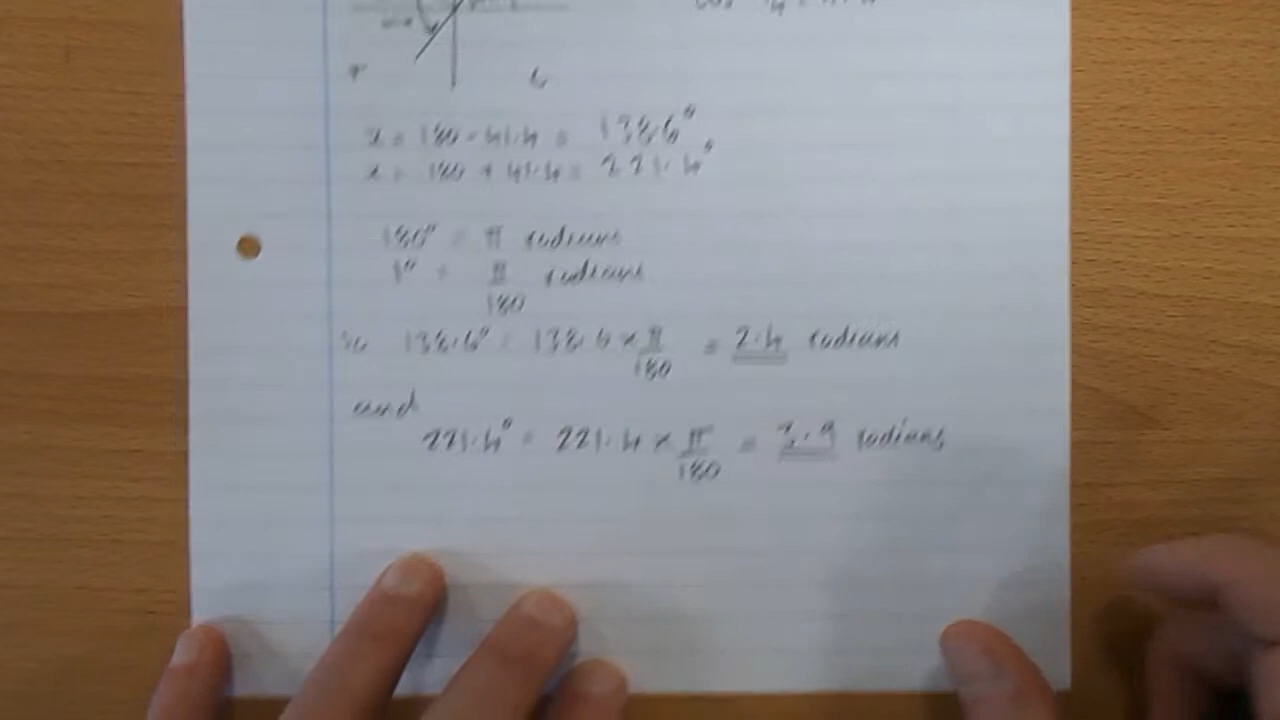 x = 180 - 41.4 = 138.6°
x = 180 + 41.4 = 221.4°
180° = π radians
1° = π/180 radians
So 138.6° = 138.6 × π/180 = 2.4 radians
and
221.4° = 221.4 × π/180 = 3.9 radians